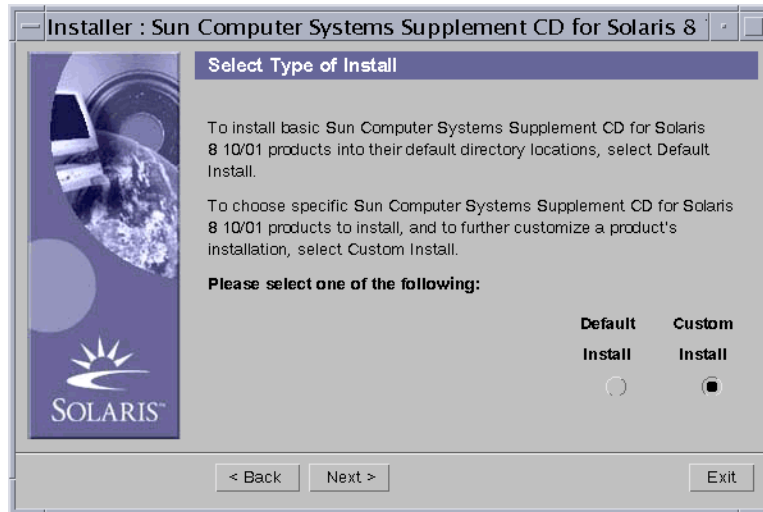 Installer : Sun Computer Systems Supplement CD for Solaris 8
Select Type of Install
To install basic Sun Computer Systems Supplement CD for Solaris
8 10/01 products into their default directory locations, select Default
Install.
To choose specific Sun Computer Systems Supplement CD for Solaris
8 10/01 products to install, and to further customize a product's
installation, select Custom Install.
Please select one of the following:
Default Custom
Install Install
SOLARIS™
< Back Next > Exit